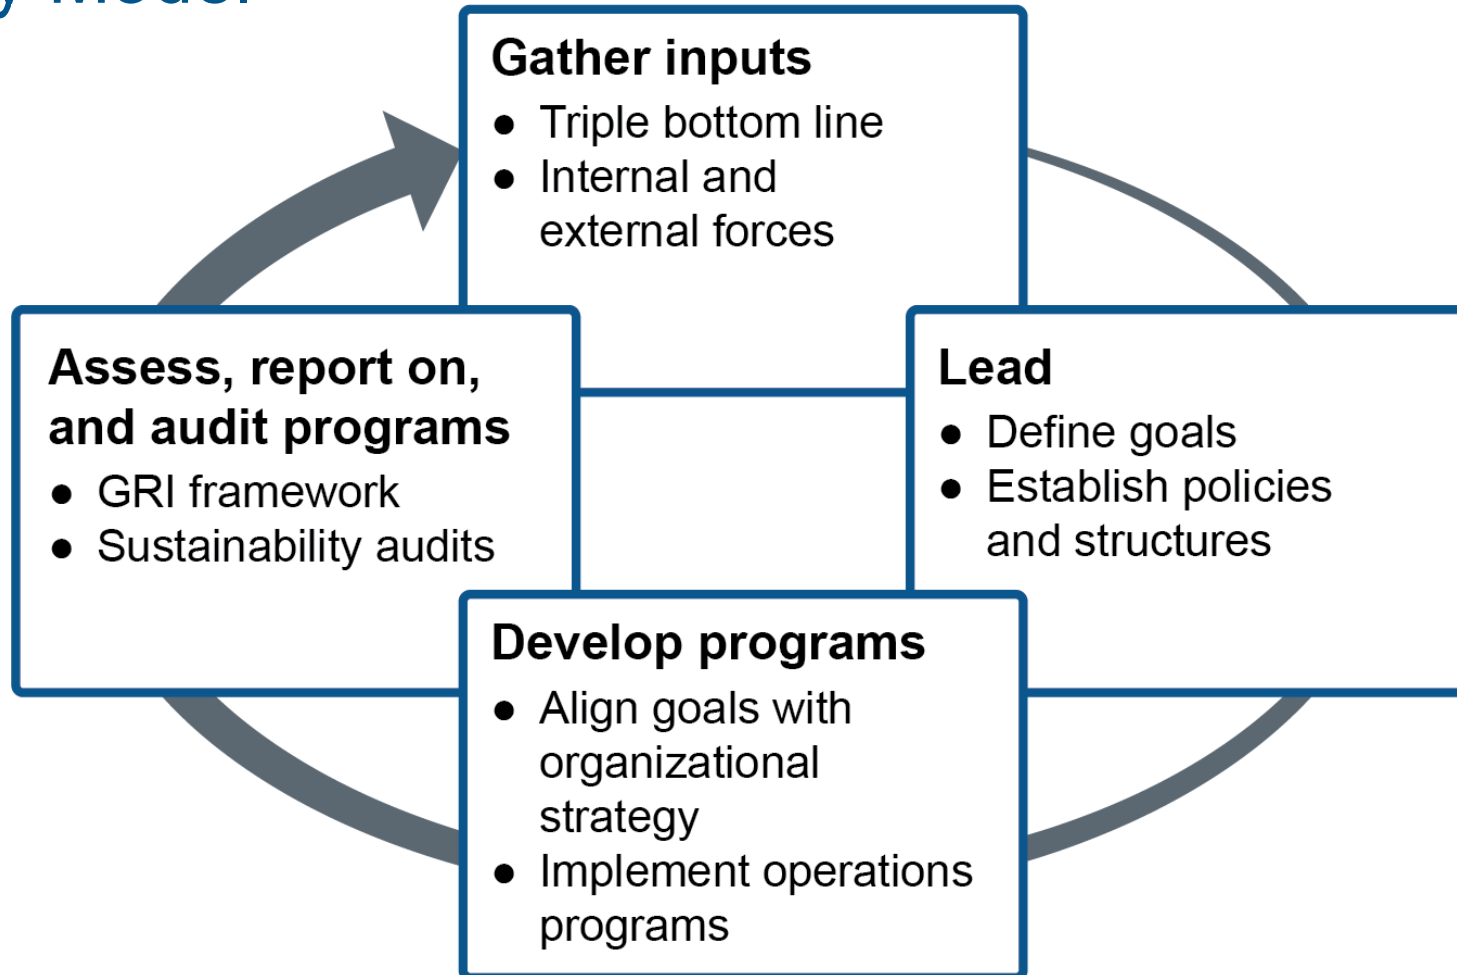 y Model
Gather inputs
● Triple bottom line
● Internal and
external forces
Lead
● Define goals
● Establish policies
and structures
Develop programs
● Align goals with
organizational
strategy
● Implement operations
programs
Assess, report on,
and audit programs
● GRI framework
● Sustainability audits